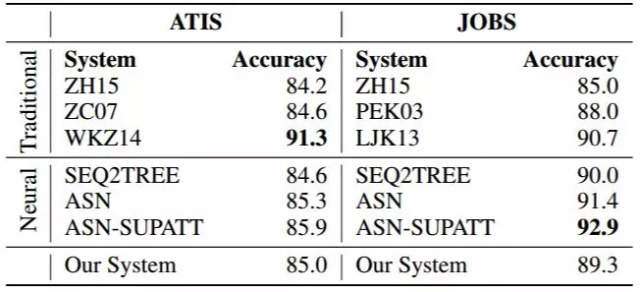 ATIS JOBS
Traditional
System Accuracy System Accuracy
ZH15 84.2 ZH15 85.0
ZC07 84.6 PEK03 88.0
WKZ14 91.3 LJK13 90.7
Neural
SEQ2TREE 84.6 SEQ2TREE 90.0
ASN 85.3 ASN 91.4
ASN-SUPATT 85.9 ASN-SUPATT 92.9
Our System 85.0 Our System 89.3